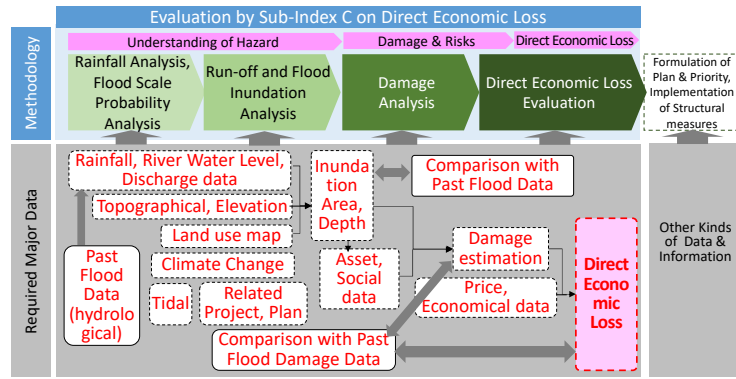 Evaluation by Sub-Index C on Direct Economic Loss
Methodology
Understanding of Hazard
Damage & Risks
Direct Economic Loss
Rainfall Analysis,
Flood Scale
Probability
Analysis
Run-off and Flood
Inundation
Analysis
Damage
Analysis
Direct Economic Loss
Evaluation
Formulation of
Plan & Priority,
Implementation
of Structural
measures
Required Major Data
Rainfall, River Water Level,
Discharge data
Topographical, Elevation
Land use map
Climate Change
Tidal
Related
Project, Plan
Past
Flood
Data
(hydrol
ogical)
Inund
ation
Area,
Depth
Asset,
Social
data
Comparison with
Past Flood Data
Damage
estimation
Price,
Economical data
Comparison with Past
Flood Damage Data
Direct
Econo
mic
Loss
Other Kinds
of Data &
Information